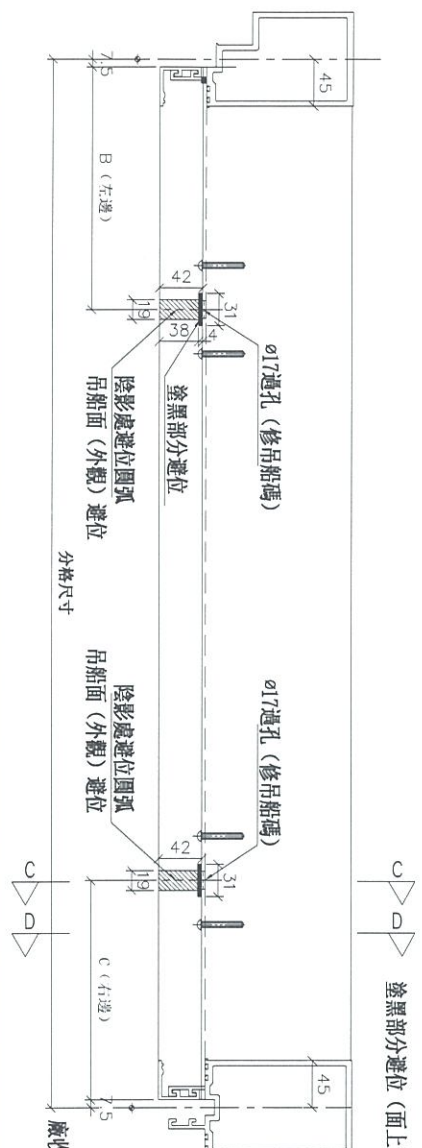 45
7.5
B (左邊)
42
19
38
4
31
ø17過孔 (修吊船碼)
塗黑部分避位
陰影處避位圓弧
吊船面 (外觀) 避位
分格尺寸
ø17過孔 (修吊船碼)
陰影處避位圓弧
吊船面 (外觀) 避位
42
19
31
C
D
C
D
C (右邊)
45
7.5
塗黑部分避位 (面上